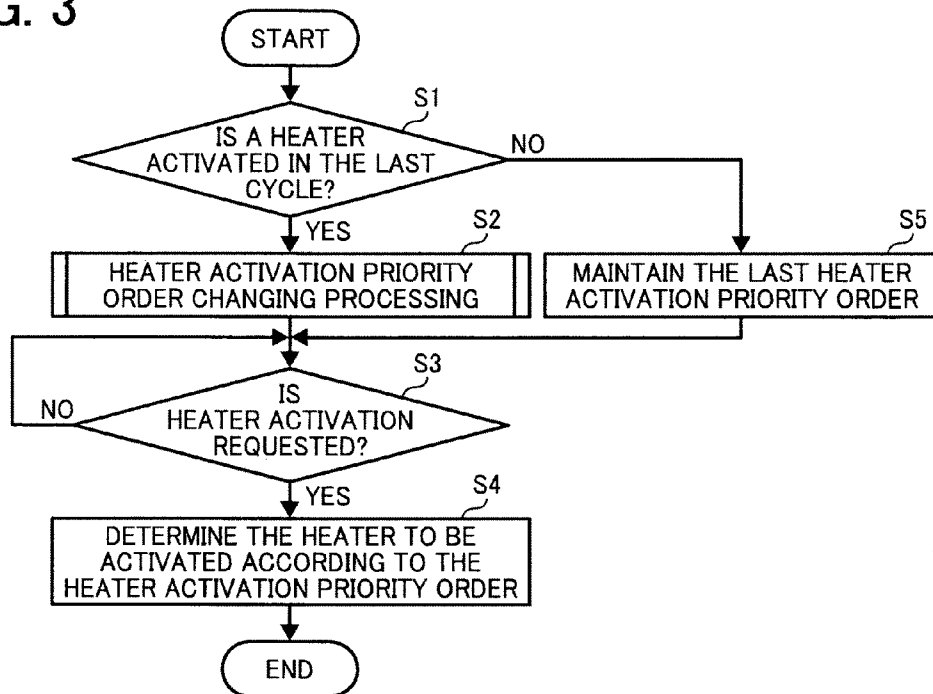 G. 3
START
S1
IS A HEATER
ACTIVATED IN THE LAST
CYCLE?
NO
YES
S2
HEATER ACTIVATION PRIORITY
ORDER CHANGING PROCESSING
S5
MAINTAIN THE LAST HEATER
ACTIVATION PRIORITY ORDER
S3
IS
HEATER ACTIVATION
REQUESTED?
NO
YES
S4
DETERMINE THE HEATER TO BE
ACTIVATED ACCORDING TO THE
HEATER ACTIVATION PRIORITY ORDER
END